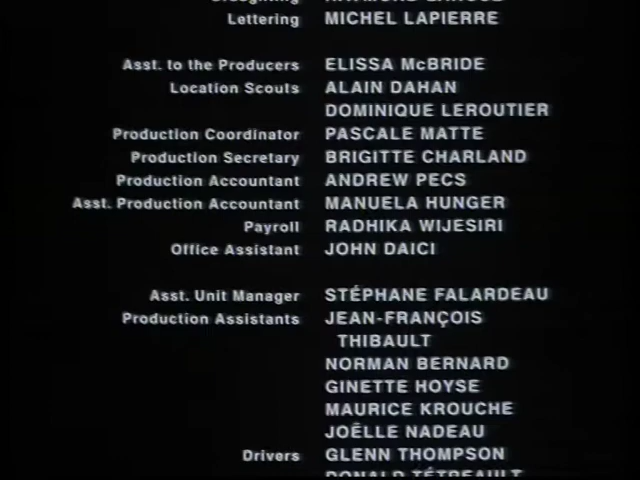 Lettering MICHEL LAPIERRE
Asst. to the Producers ELISSA McBRIDE
Location Scouts ALAIN DAHAN
DOMINIQUE LEROUTIER
Production Coordinator PASCALE MATTE
Production Secretary BRIGITTE CHARLAND
Production Accountant ANDREW PECS
Asst. Production Accountant MANUELA HUNGER
Payroll RADHIKA WIJESIRI
Office Assistant JOHN DAICI
Asst. Unit Manager STÉPHANE FALARDEAU
Production Assistants JEAN-FRANÇOIS
THIBAULT
NORMAN BERNARD
GINETTE HOYSE
MAURICE KROUCHE
JOËLLE NADEAU
Drivers GLENN THOMPSON
DONALD TÉTREAULT